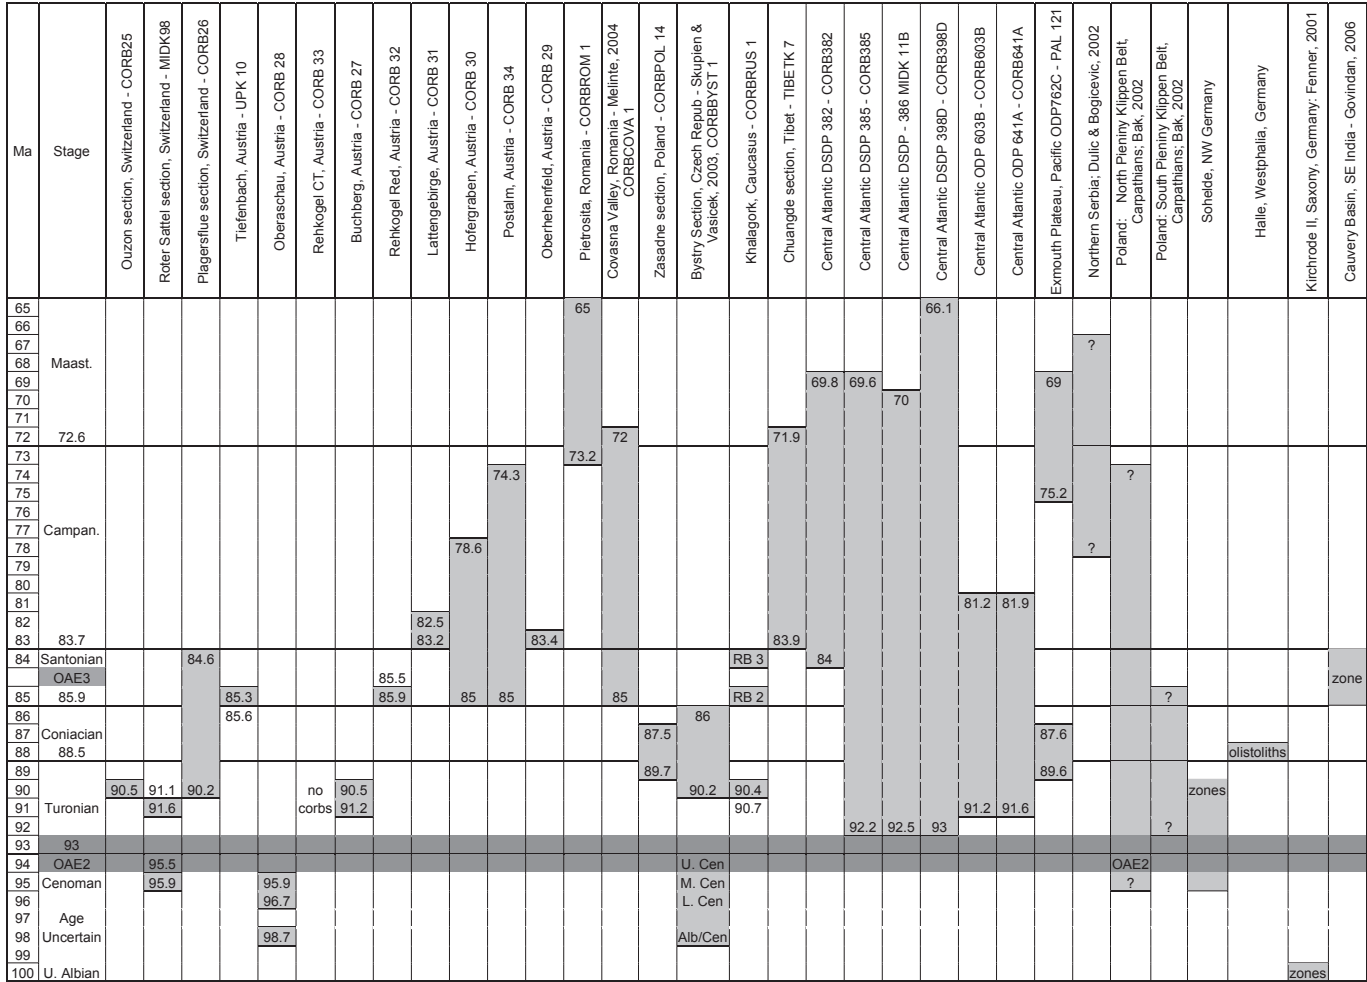 Ma
Stage
Ouzon section, Switzerland - CORB25
Roter Sattel section, Switzerland - MIDK98
Plagersflue section, Switzerland - CORB26
Tiefenbach, Austria - UPK 10
Oberaschau, Austria - CORB 28
Rehkogel CT, Austria - CORB 33
Buchberg, Austria - CORB 27
Rehkogel Red, Austria - CORB 32
Lattengebirge, Austria - CORB 31
Hofergraben, Austria - CORB 30
Postalm, Austria - CORB 34
Oberhehenfeld, Austria - CORB 29
Pietrosita, Romania - CORBROM 1
Covasna Valley, Romania - Melinte, 2004
CORBCOVA 1
Zasadne section, Poland - CORBPOL 14
Bystry Section, Czech Repub - Skupien &
Vasicek, 2003, CORBBYST 1
Khalagork, Caucasus - CORBRUS 1
Chuangde section, Tibet - TIBETK 7
Central Atlantic DSDP 382 - CORB382
Central Atlantic DSDP 385 - CORB385
Central Atlantic DSDP - 386 MIDK 11B
Central Atlantic DSDP 398D - CORB398D
Central Atlantic ODP 603B - CORB603B
Central Atlantic ODP 641A - CORB641A
Exmouth Plateau, Pacific ODP762C - PAL 121
Northern Serbia; Dulic & Bogicevic, 2002
Poland: North Pieniny Klippen Belt,
Carpathians; Bak, 2002
Poland: South Pieniny Klippen Belt,
Carpathians; Bak, 2002
Sohelde, NW Germany
Halle, Westphalia, Germany
Kirchrode II, Saxony, Germany: Fenner, 2001
Cauvery Basin, SE India - Govindan, 2006
65 65 66.1
66
67 ?
68 Maast.
69 69.8 69.6 69
70 70
71
72 72.6 72 71.9
73 73.2
74 74.3 ?
75 75.2
76
77 Campan.
78 78.6 ?
79
80
81 81.2 81.9
82 82.5
83 83.7 83.2 83.4 83.9
84 Santonian 84.6 RB 3 84
OAE3 85.5 zone
85 85.9 85.3 85.9 85 85 85 RB 2 ?
86 85.6 86
87 Coniacian 87.5 87.6
88 88.5 olistoliths
89 89.7 89.6
90 90.5 91.1 90.2 no 90.5 90.2 90.4 zones
91 Turonian 91.6 corbs 91.2 90.7 91.2 91.6
92 92.2 92.5 93 ?
93 93
94 OAE2 95.5 U. Cen OAE2
95 Cenoman 95.9 95.9 M. Cen ?
96 96.7 L. Cen
97 Age
98 Uncertain 98.7 Alb/Cen
99
100 U. Albian zones